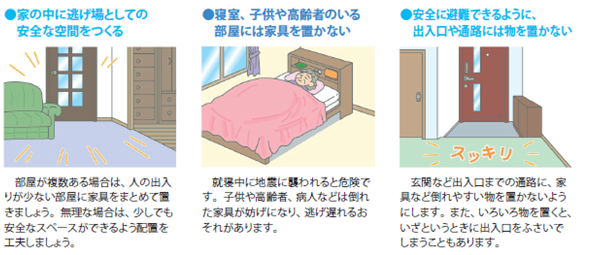 ●家の中に逃げ場としての
安全な空間をつくる
部屋が複数ある場合は、人の出入
りが少ない部屋に家具をまとめて置
きましょう。無理な場合は、少しでも
安全なスペースができるよう配置を
工夫しましょう。
●寝室、子供や高齢者のいる
部屋には家具を置かない
就寝中に地震に襲われると危険で
す。子供や高齢者、病人などは倒れ
た家具が妨げになり、逃げ遅れるお
それがあります。
●安全に避難できるように、
出入口や通路には物を置かない
スッキリ
玄関など出入口までの通路に、家
具など倒れやすい物を置かないよう
にします。また、いろいろ物を置くと、
いざというときに出入口をふさいで
しまうこともあります。